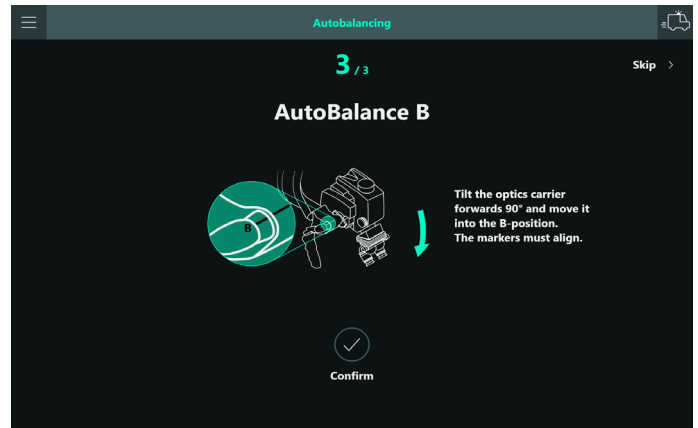 Autobalancing
3 / 3
Skip
AutoBalance B
Tilt the optics carrier
forwards 90° and move it
into the B-position.
The markers must align.
B
Confirm